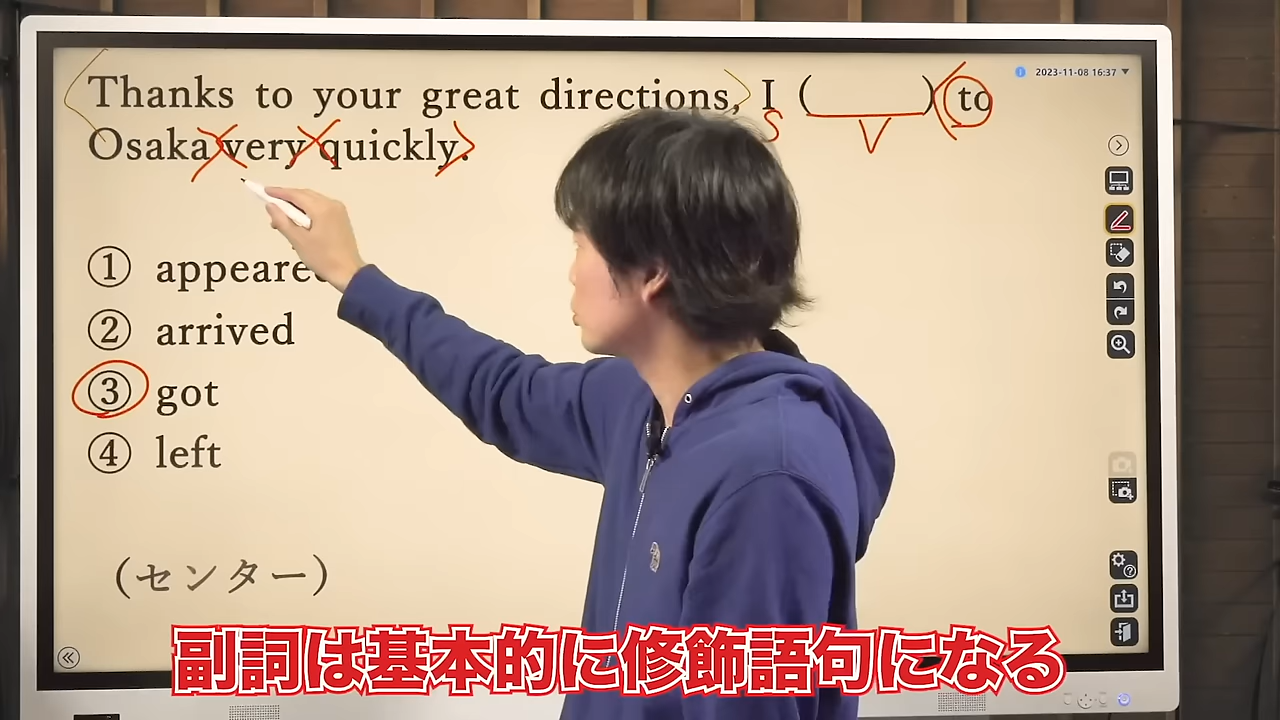 Thanks to your great directions, I (      ) to
2023-11-08 16:37
S
V
Osaka very quickly.
① appeared
② arrived
③ got
④ left
(センター)
副詞は基本的に修飾語句になる